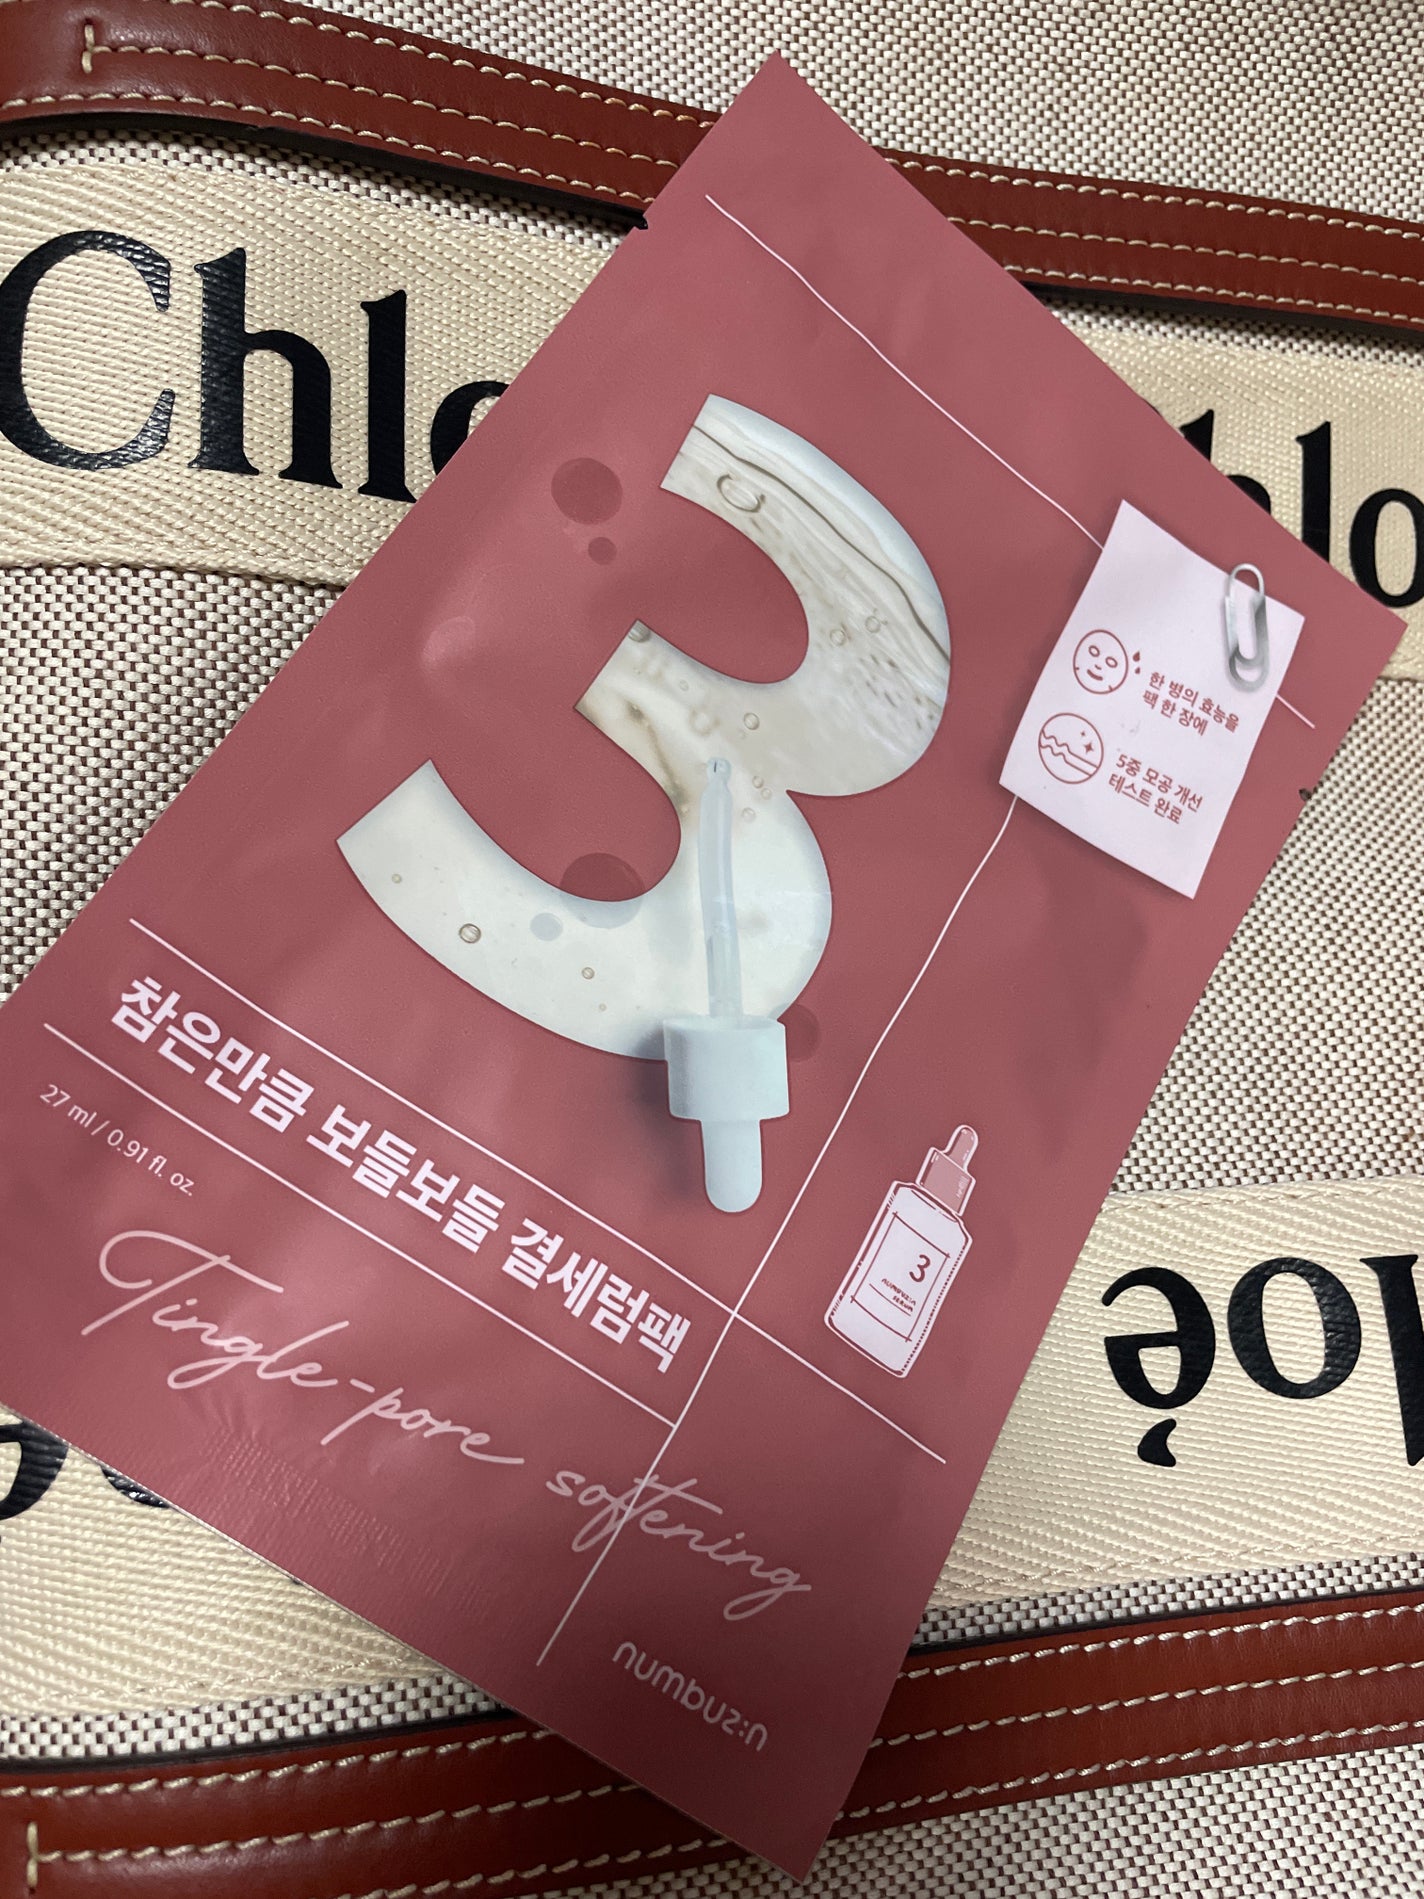 Chlo
Chlo
한 병의 효능을
팩 한 장에
5중 모공 개선
테스트 완료
3
참은만큼 보들보들 결세럼팩
27 ml / 0.91 fl. oz.
Tingle-pore softening
3
numbuz:n
SERUM
numbuz:n
loé